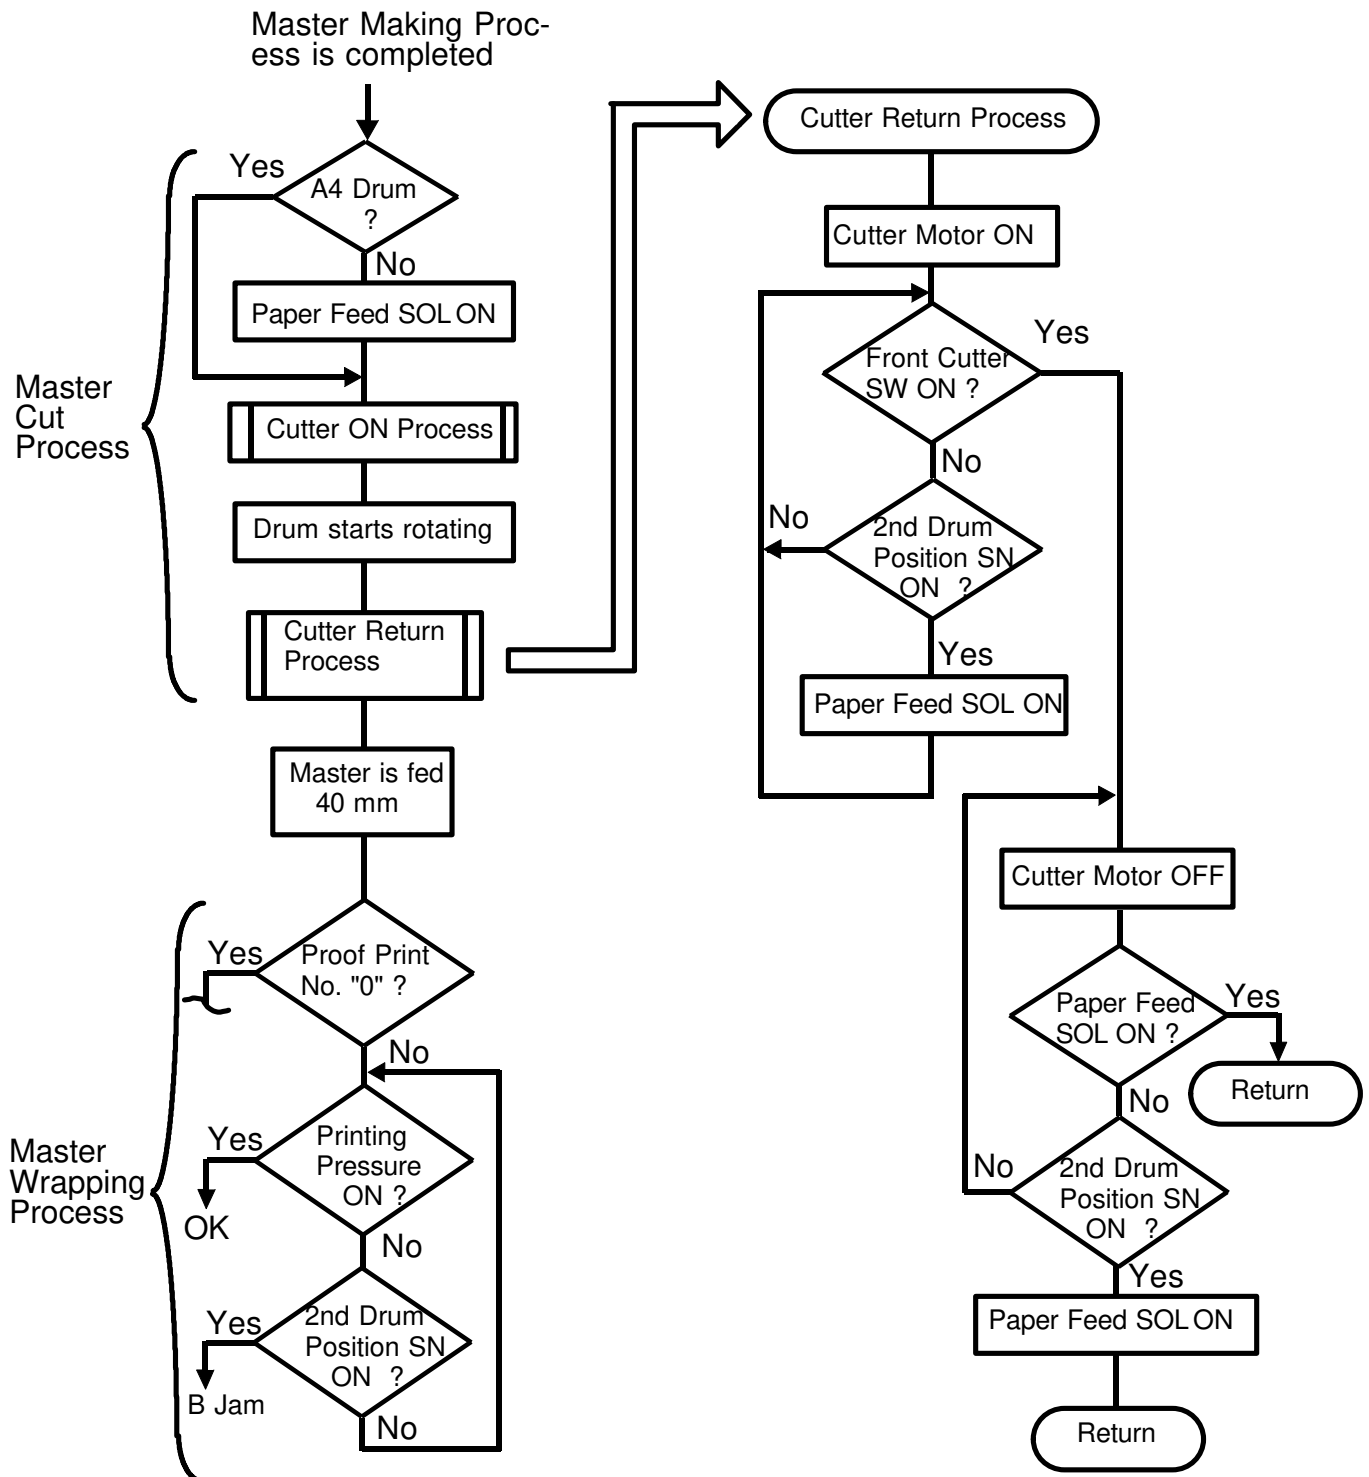 Master Making Proc-
ess is completed
Yes
A4 Drum
?
No
Paper Feed SOL ON
Master
Cut
Process
Cutter ON Process
Drum starts rotating
Cutter Return
Process
Master is fed
40 mm
Yes
Proof Print
No. "0" ?
No
Master
Wrapping
Process
Yes
Printing
Pressure
ON ?
OK
No
Yes
2nd Drum
Position SN
ON ?
B Jam
No
Cutter Return Process
Cutter Motor ON
Yes
Front Cutter
SW ON ?
No
No
2nd Drum
Position SN
ON ?
Yes
Paper Feed SOL ON
Cutter Motor OFF
Yes
Paper Feed
SOL ON ?
Return
No
No
2nd Drum
Position SN
ON ?
Yes
Paper Feed SOL ON
Return